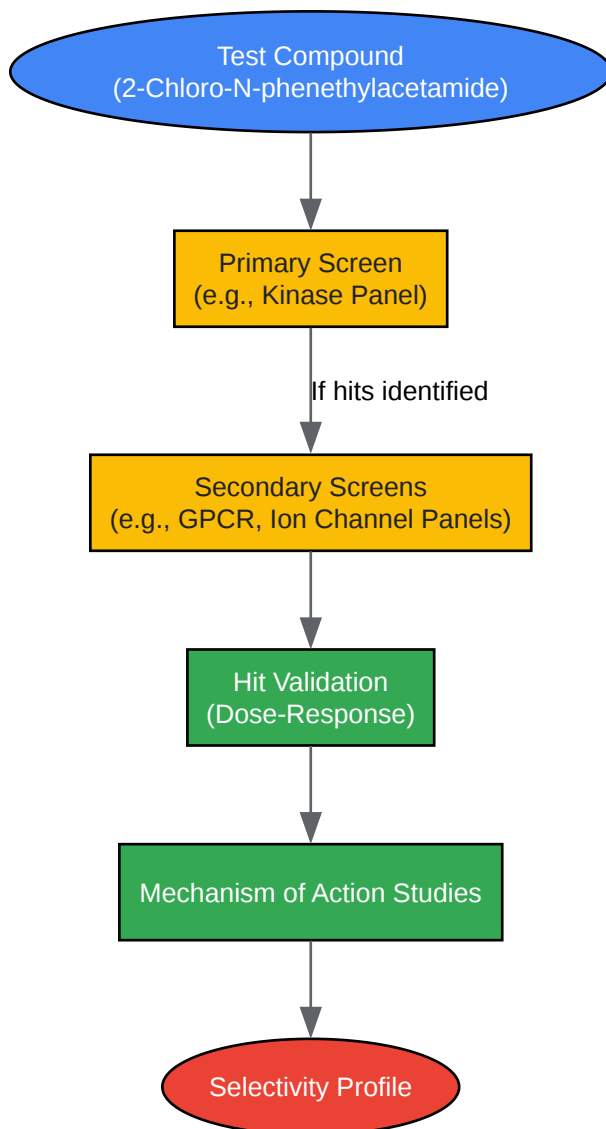 Test Compound
(2-Chloro-N-phenethylacetamide)
Primary Screen
(e.g., Kinase Panel)
If hits identified
Secondary Screens
(e.g., GPCR, Ion Channel Panels)
Hit Validation
(Dose-Response)
Mechanism of Action Studies
Selectivity Profile